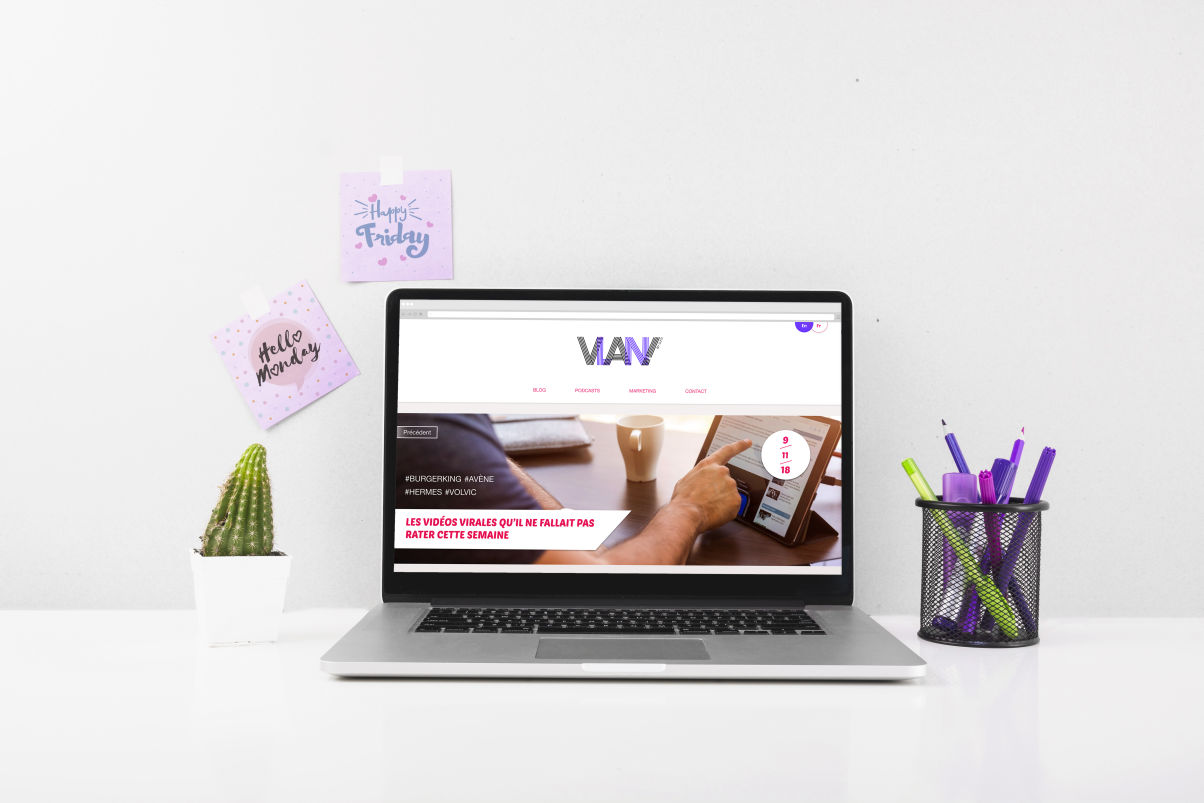 Happy
Friday
Hello
Monday
En
Fr
VLAN!
BLOG
PODCASTS
MARKETING
CONTACT
Précédent
9
11
18
#BURGERKING #AVÈNE
#HERMES #VOLVIC
LES VIDÉOS VIRALES QU'IL NE FALLAIT PAS
RATER CETTE SEMAINE